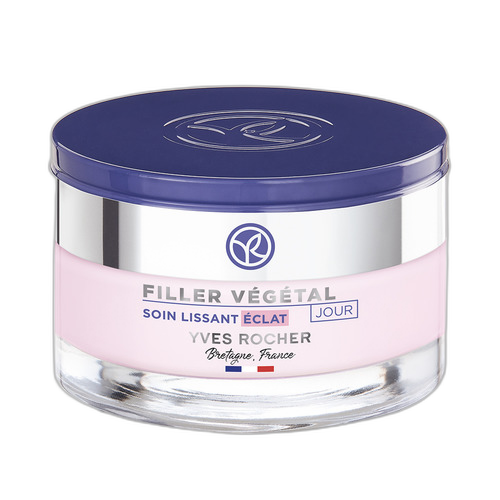 FILLER VÉGÉTAL
SOIN LISSANT ÉCLAT JOUR
YVES ROCHER
Bretagne, France